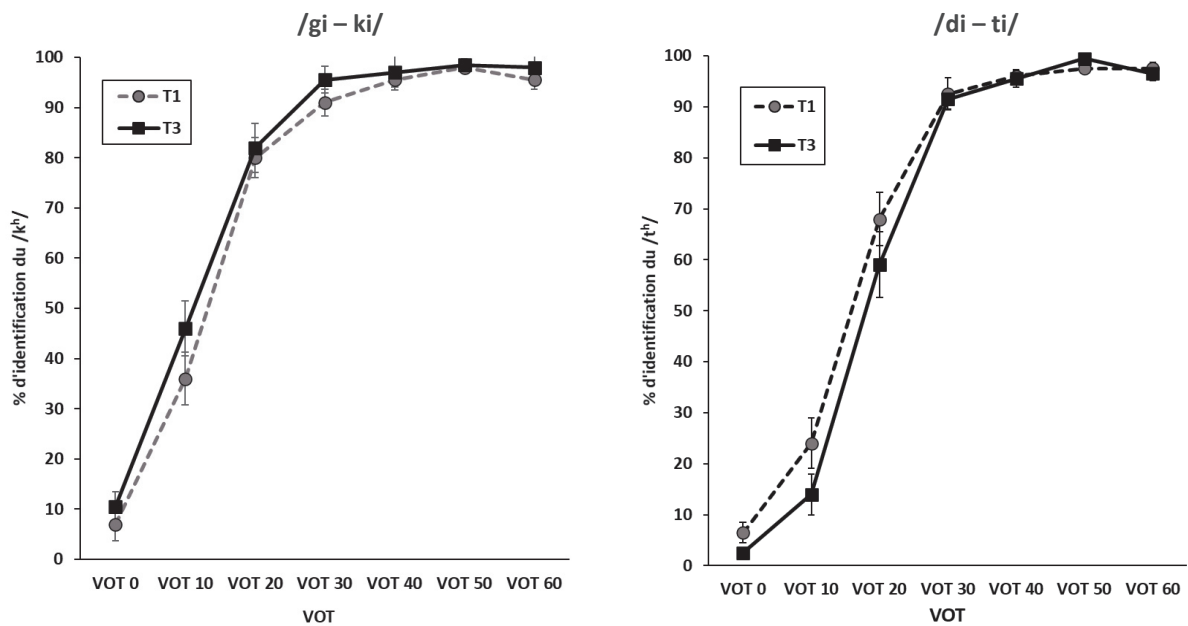 /gi – ki/
% d'identification du /kʰ/
100
90
80
70
60
50
40
30
20
10
0
T1
T3
VOT 0 VOT 10 VOT 20 VOT 30 VOT 40 VOT 50 VOT 60
VOT
/di – ti/
% d'identification du /tʰ/
100
90
80
70
60
50
40
30
20
10
0
T1
T3
VOT 0 VOT 10 VOT 20 VOT 30 VOT 40 VOT 50 VOT 60
VOT